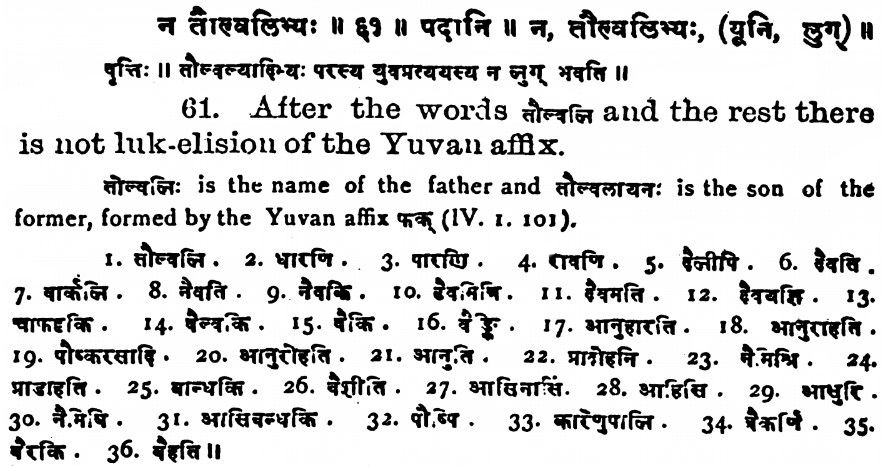 न तौल्वलिभ्यः ॥ ६१ ॥ पदानि ॥ न, तौल्वलिभ्यः, (यूनि, लुग्) ॥
वृत्तिः ॥ तौल्वल्यादिभ्यः परस्य युवप्रत्ययस्य न लुग् भवति ॥
61. After the words तौल्वलि and the rest there
is not luk-elision of the Yuvan affix.
तौल्वलिः is the name of the father and तौल्वलायनः is the son of the
former, formed by the Yuvan affix फक् (IV. 1. 101).
1. तौल्वलि. 2. धारणि. 3. पारणि. 4. रावणि. 5. दैलीपि. 6. दैवति.
7. वार्कलि. 8. नैवति. 9. नैवकि. 10. दैवमित्रि. 11. दैवमति. 12. दैवयज्ञि. 13.
चाफट्टकि. 14. वैल्वकि. 15. वैकि. 16. वैङ्कि. 17. आनुहारति. 18. आनुराहति.
19. पौष्करसादि. 20. आनुरोहति. 21. आनुति. 22. प्रादोहनि. 23. नैमिश्रि. 24.
प्राडाहति. 25. बान्धकि. 26. वैशीति. 27. आसिनासि. 28. आहिंसि. 29. आसुरि.
30. नैमिषि. 31. आसिबन्धकि. 32. पौष्पि. 33. कारेणुपालि. 34. वैकर्णि. 35.
वैरकि. 36. वैहति ॥